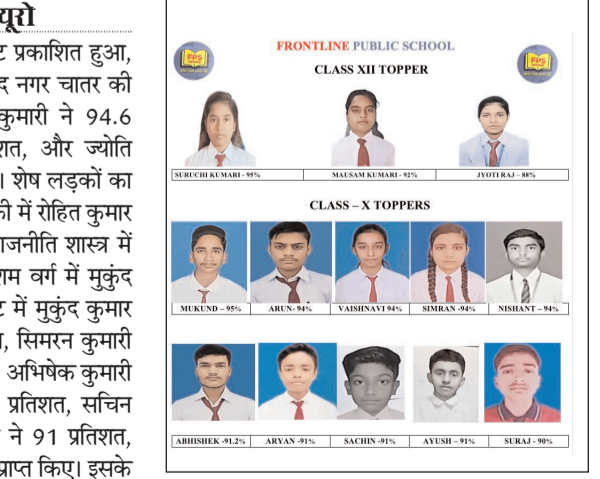 यूरो
ट प्रकाशित हुआ,
द नगर चातर की
कुमारी ने 94.6
शत, और ज्योति
। शेष लड़कों का
की में रोहित कुमार
ाजनीति शास्त्र में
शम वर्ग में मुकुंद
ट में मुकुंद कुमार
, सिमरन कुमारी
अभिषेक कुमारी
प्रतिशत, सचिन
ने 91 प्रतिशत,
प्राप्त किए। इसके
FRONTLINE PUBLIC SCHOOL
FPS
FPS
CLASS XII TOPPER
SURUCHI KUMARI - 95% MAUSAM KUMARI - 92% JYOTI RAJ – 88%
CLASS – X TOPPERS
MUKUND – 95% ARUN- 94% VAISHNAVI 94% SIMRAN -94% NISHANT – 94%
ABHISHEK -91.2% ARYAN -91% SACHIN -91% AYUSH – 91% SURAJ - 90%